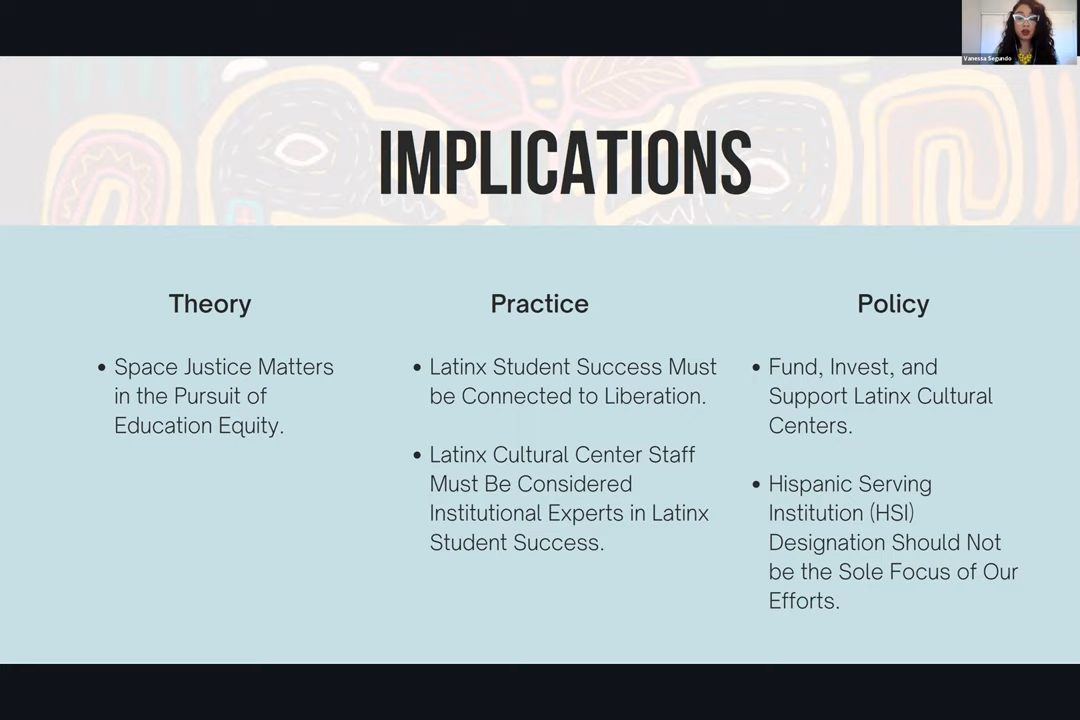 Vanessa Segundo
IMPLICATIONS
Theory
• Space Justice Matters
in the Pursuit of
Education Equity.
Practice
• Latinx Student Success Must
be Connected to Liberation.
• Latinx Cultural Center Staff
Must Be Considered
Institutional Experts in Latinx
Student Success.
Policy
• Fund, Invest, and
Support Latinx Cultural
Centers.
• Hispanic Serving
Institution (HSI)
Designation Should Not
be the Sole Focus of Our
Efforts.